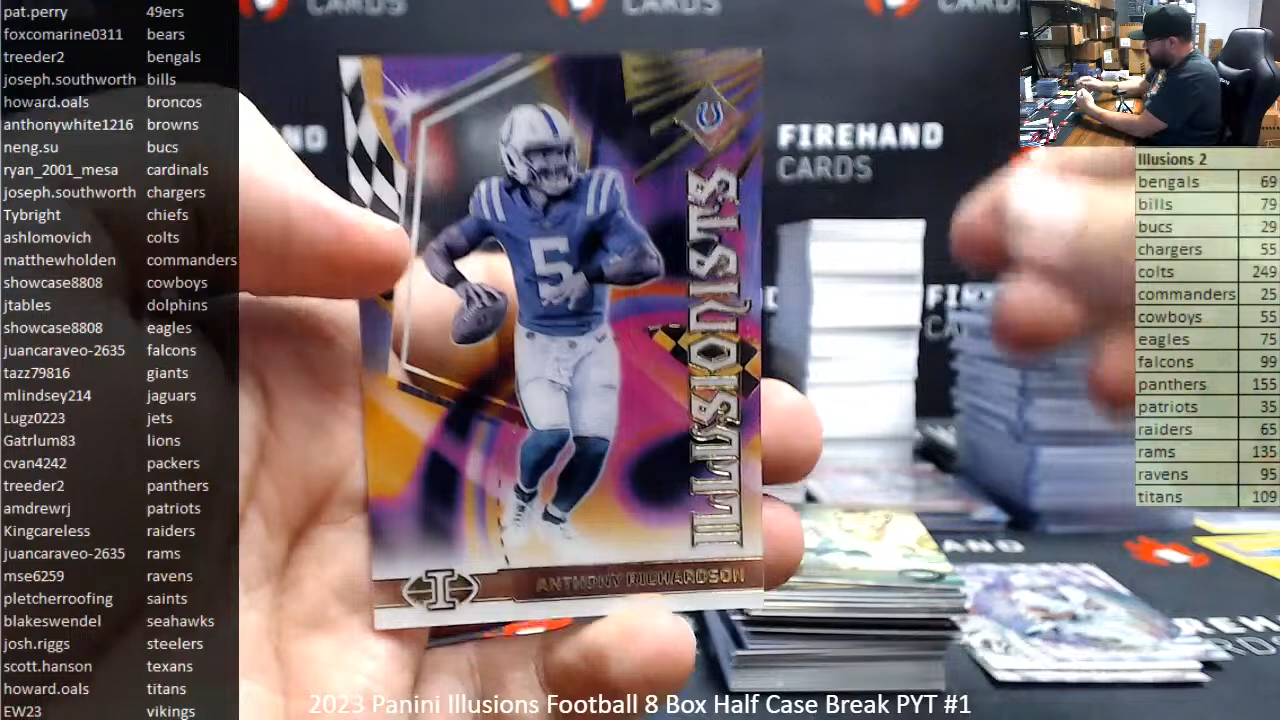 pat.perry 49ers
foxcomarine0311 bears
treeder2 bengals
joseph.southworth bills
howard.oals broncos
anthonywhite1216 browns
neng.su bucs
ryan_2001_mesa cardinals
joseph.southworth chargers
Tybright chiefs
ashlomovich colts
matthewholden commanders
showcase8808 cowboys
jtables dolphins
showcase8808 eagles
juancaraveo-2635 falcons
tazz79816 giants
mlindsey214 jaguars
Lugz0223 jets
Gatrlum83 lions
cvan4242 packers
treeder2 panthers
amdrewrj patriots
Kingcareless raiders
juancaraveo-2635 rams
mse6259 ravens
pletcherroofing saints
blakeswendel seahawks
josh.riggs steelers
scott.hanson texans
howard.oals titans
EW23 vikings
CARDS
CARDS
CARD
FIREHAND
CARDS
5
ILLUSIONISTS
I
ANTHONY RICHARDSON
Illusions 2
bengals 69
bills 79
bucs 29
chargers 55
colts 249
commanders 25
cowboys 55
eagles 75
falcons 99
panthers 155
patriots 35
raiders 65
rams 135
ravens 95
titans 109
2023 Panini Illusions Football 8 Box Half Case Break PYT #1